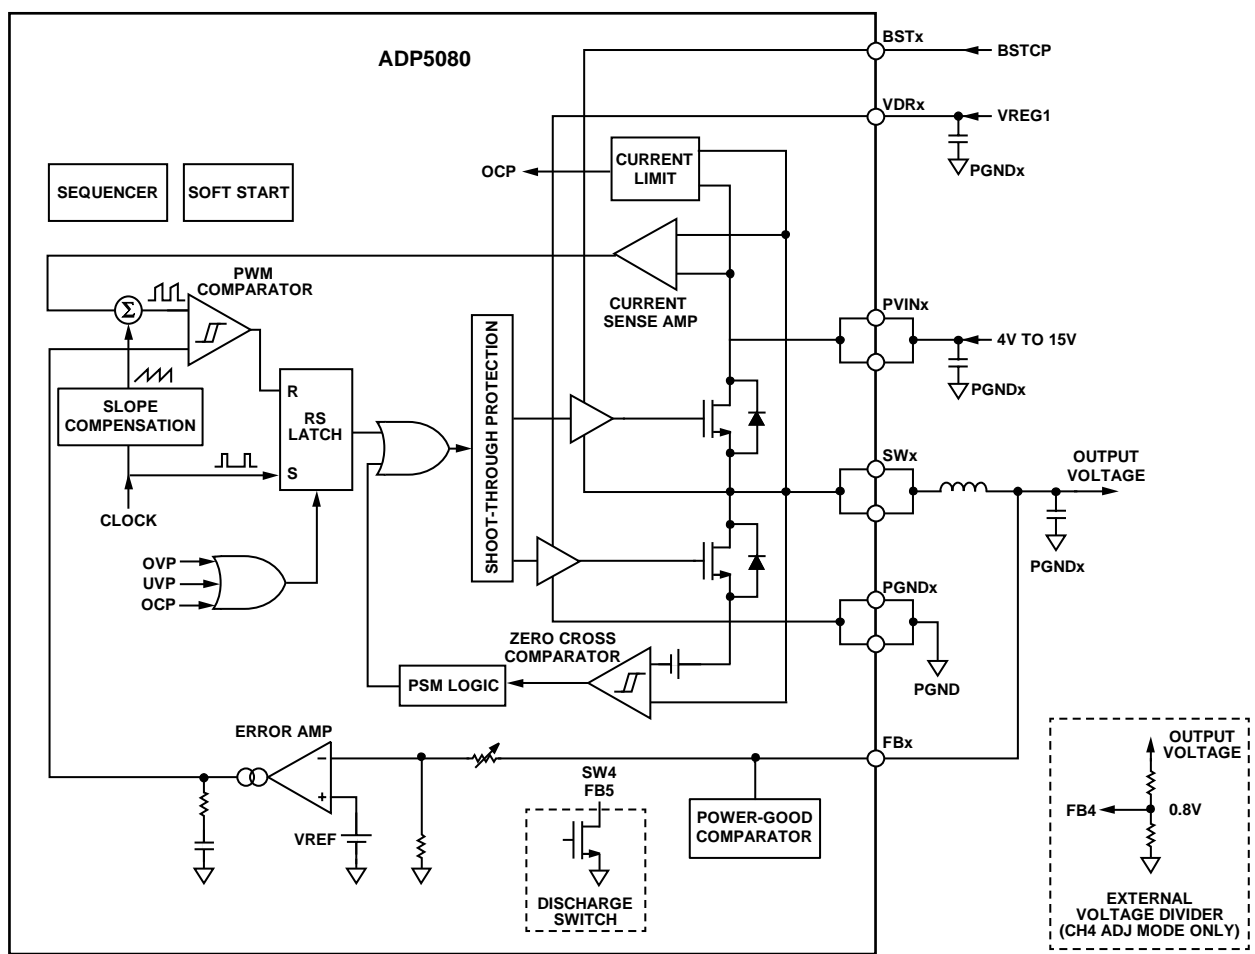 BSTx
BSTCP
ADP5080
VDRx
VREG1
PGNDx
CURRENT
LIMIT
OCP
SEQUENCER
SOFT START
PWM
COMPARATOR
Σ
CURRENT
SENSE AMP
PVINx
4V TO 15V
PGNDx
SLOPE
COMPENSATION
R
RS
LATCH
S
SHOOT-THROUGH PROTECTION
CLOCK
SWx
OUTPUT
VOLTAGE
PGNDx
OVP
UVP
OCP
PGNDx
PGND
ZERO CROSS
COMPARATOR
PSM LOGIC
ERROR AMP
−
+
VREF
FBx
SW4
FB5
DISCHARGE
SWITCH
POWER-GOOD
COMPARATOR
OUTPUT
VOLTAGE
FB4
0.8V
EXTERNAL
VOLTAGE DIVIDER
(CH4 ADJ MODE ONLY)